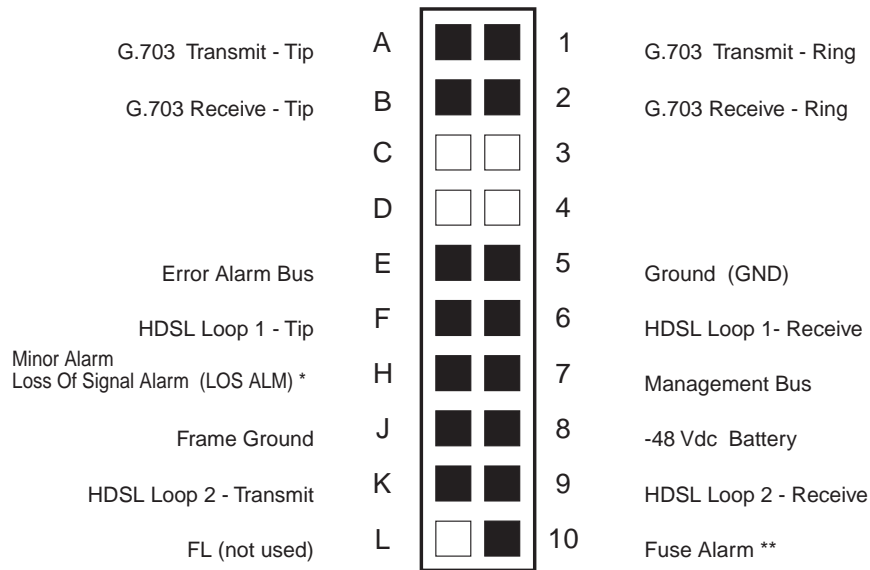 G.703 Transmit - Tip A 1 G.703 Transmit - Ring
G.703 Receive - Tip B 2 G.703 Receive - Ring
C 3
D 4
Error Alarm Bus E 5 Ground (GND)
HDSL Loop 1 - Tip F 6 HDSL Loop 1- Receive
Minor Alarm
Loss Of Signal Alarm (LOS ALM) * H 7 Management Bus
Frame Ground J 8 -48 Vdc Battery
HDSL Loop 2 - Transmit K 9 HDSL Loop 2 - Receive
FL (not used) L 10 Fuse Alarm **